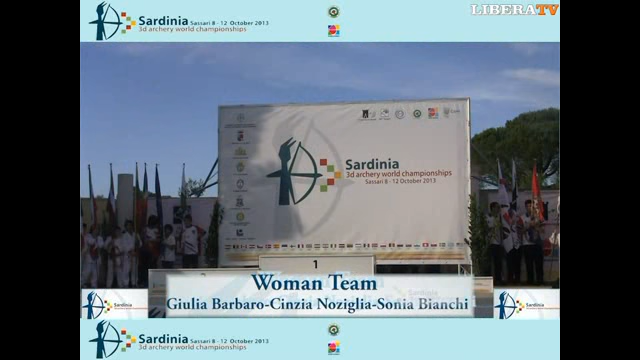 Sardinia Sassari 8 - 12 October 2013
3d archery world championships
LIBERATV
Sardinia
3d archery world championships
Sassari 8 - 12 October 2013
1
Woman Team
Giulia Barbaro-Cinzia Noziglia-Sonia Bianchi
Sardinia
Sardinia Sassari 8 - 12 October 2013
3d archery world championships